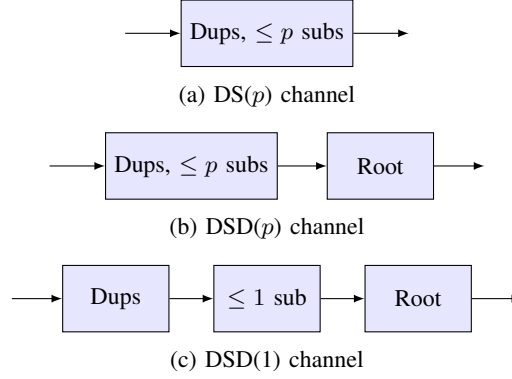 Dups, ≤ p subs
(a) DS(p) channel
Dups, ≤ p subs Root
(b) DSD(p) channel
Dups ≤ 1 sub Root
(c) DSD(1) channel